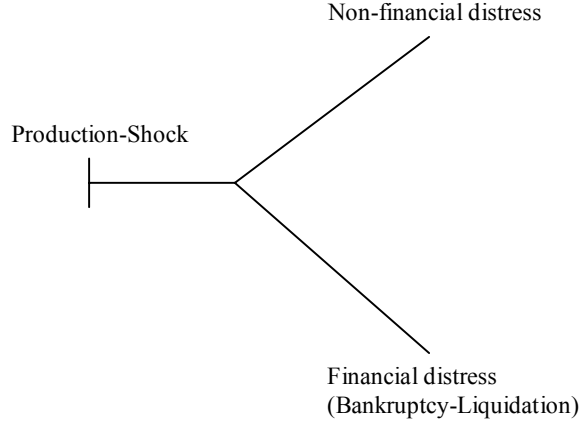 Non-financial distress
Production-Shock
Financial distress
(Bankruptcy-Liquidation)